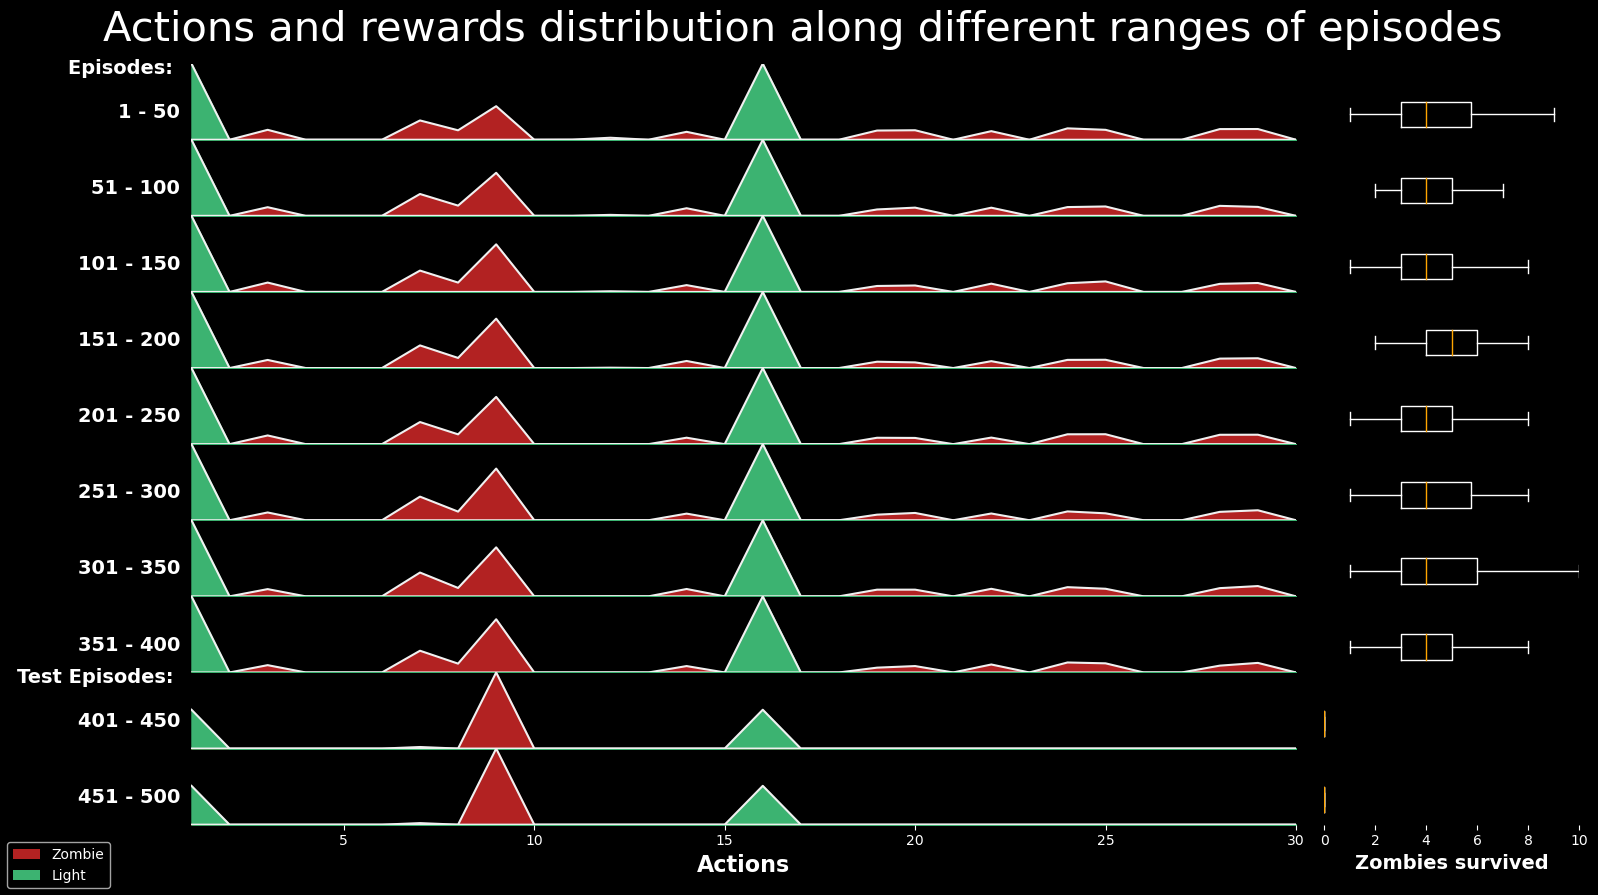 Actions and rewards distribution along different ranges of episodes
Episodes:
1 - 50
51 - 100
101 - 150
151 - 200
201 - 250
251 - 300
301 - 350
351 - 400
Test Episodes:
401 - 450
451 - 500
5 10 15 20 25 30
0 2 4 6 8 10
Actions
Zombies survived
Zombie
Light